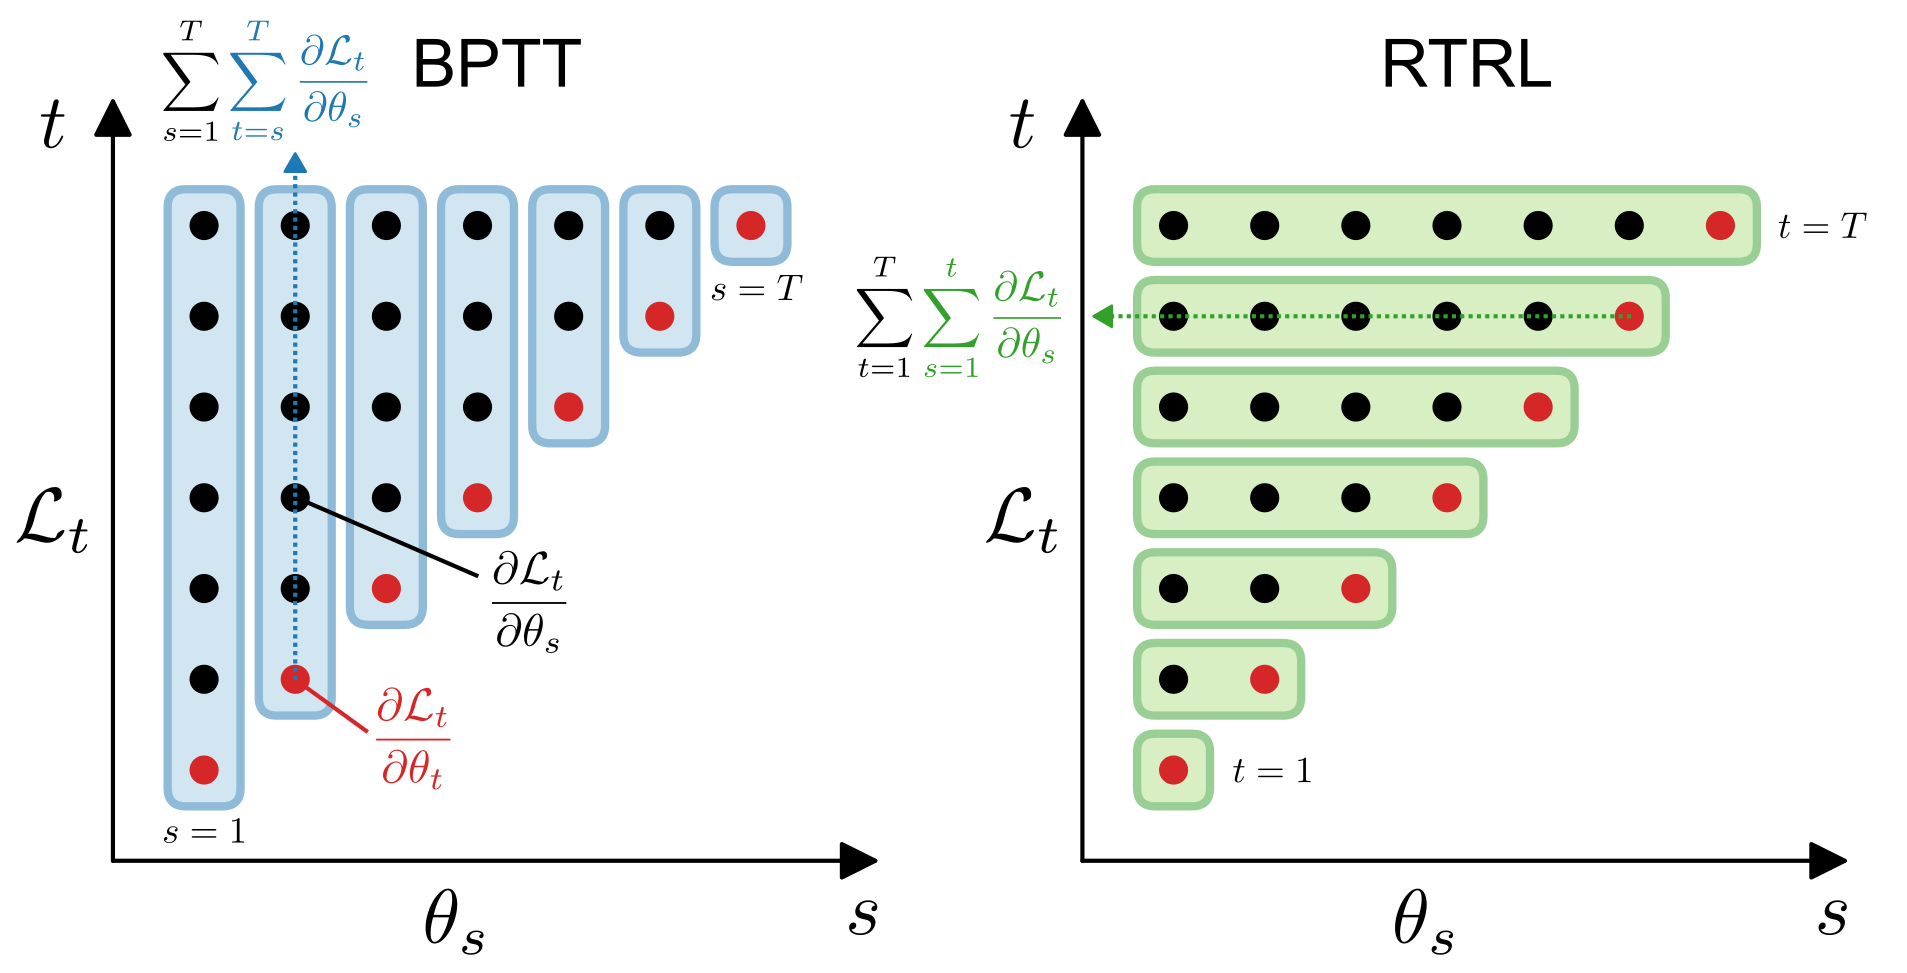 BPTT
$\sum_{s=1}^{T} \sum_{t=s}^{T} \frac{\partial \mathcal{L}_t}{\partial \theta_s}$
t
$\mathcal{L}_t$
s = T
$\frac{\partial \mathcal{L}_t}{\partial \theta_s}$
$\frac{\partial \mathcal{L}_t}{\partial \theta_t}$
s = 1
$\theta_s$
s
RTRL
t
t = T
$\sum_{t=1}^{T} \sum_{s=1}^{t} \frac{\partial \mathcal{L}_t}{\partial \theta_s}$
$\mathcal{L}_t$
t = 1
$\theta_s$
s